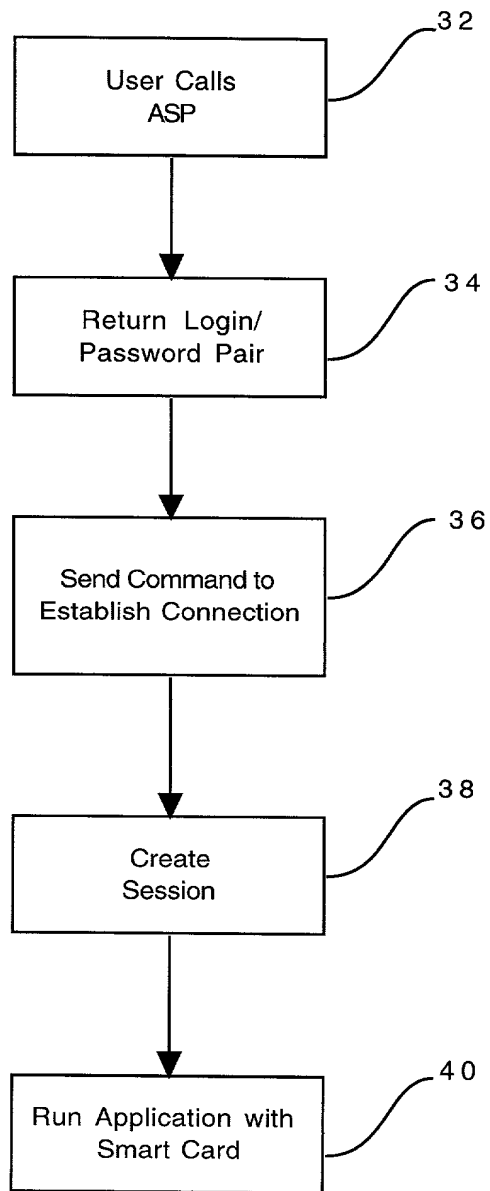 32
User Calls
ASP
34
Return Login/
Password Pair
36
Send Command to
Establish Connection
38
Create
Session
40
Run Application with
Smart Card